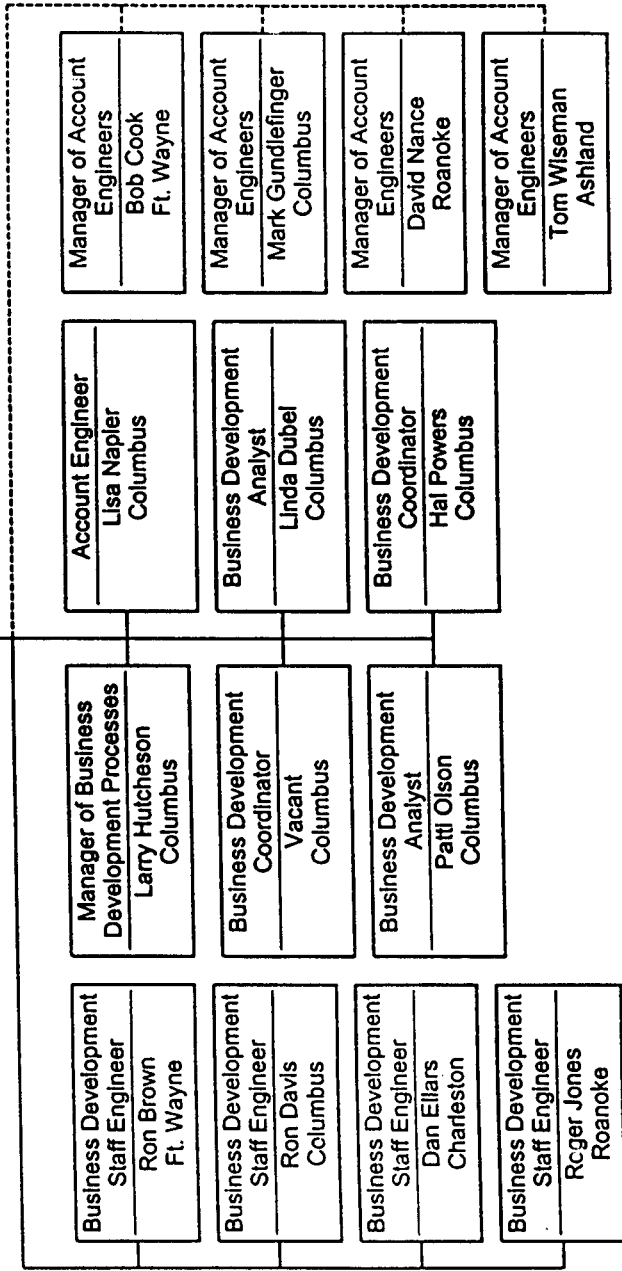 Business Development
Staff Engineer
Ron Brown
Ft. Wayne
Business Development
Staff Engineer
Ron Davis
Columbus
Business Development
Staff Engineer
Dan Ellars
Charleston
Business Development
Staff Engineer
Roger Jones
Roanoke
Manager of Business
Development Processes
Larry Hutcheson
Columbus
Business Development
Coordinator
Vacant
Columbus
Business Development
Analyst
Patti Olson
Columbus
Account Engineer
Lisa Napier
Columbus
Business Development
Analyst
Linda Dubel
Columbus
Business Development
Coordinator
Hal Powers
Columbus
Manager of Account
Engineers
Bob Cook
Ft. Wayne
Manager of Account
Engineers
Mark Gundlefinger
Columbus
Manager of Account
Engineers
David Nance
Roanoke
Manager of Account
Engineers
Tom Wiseman
Ashland